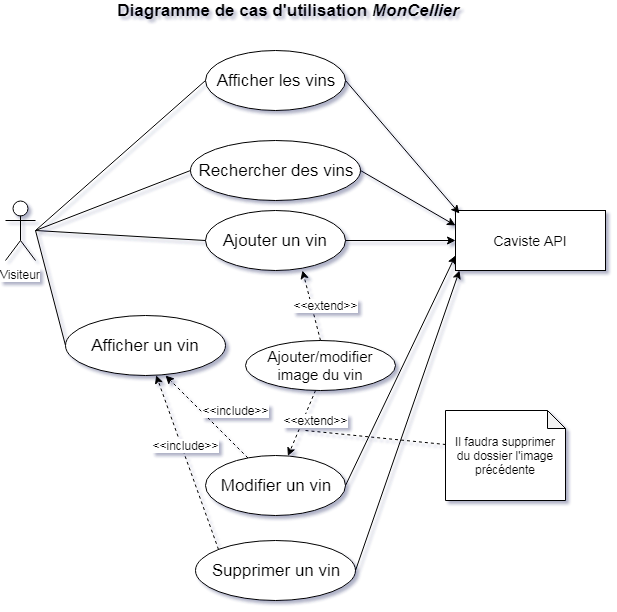 Diagramme de cas d'utilisation MonCellier
Afficher les vins
Rechercher des vins
Ajouter un vin
Caviste API
Visiteur
<<extend>>
Afficher un vin
Ajouter/modifier
image du vin
<<include>>
<<extend>>
<<include>>
Il faudra supprimer
du dossier l'image
précédente
Modifier un vin
Supprimer un vin